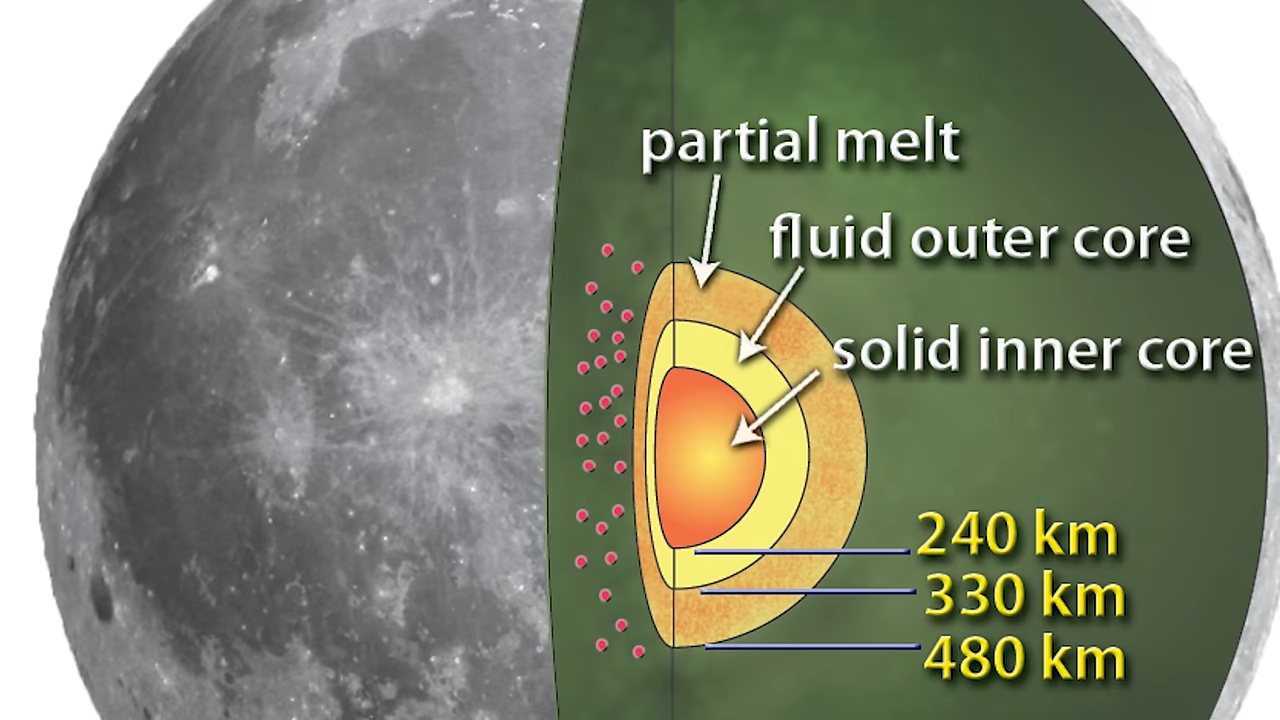 partial melt
fluid outer core
solid inner core
240 km
330 km
480 km